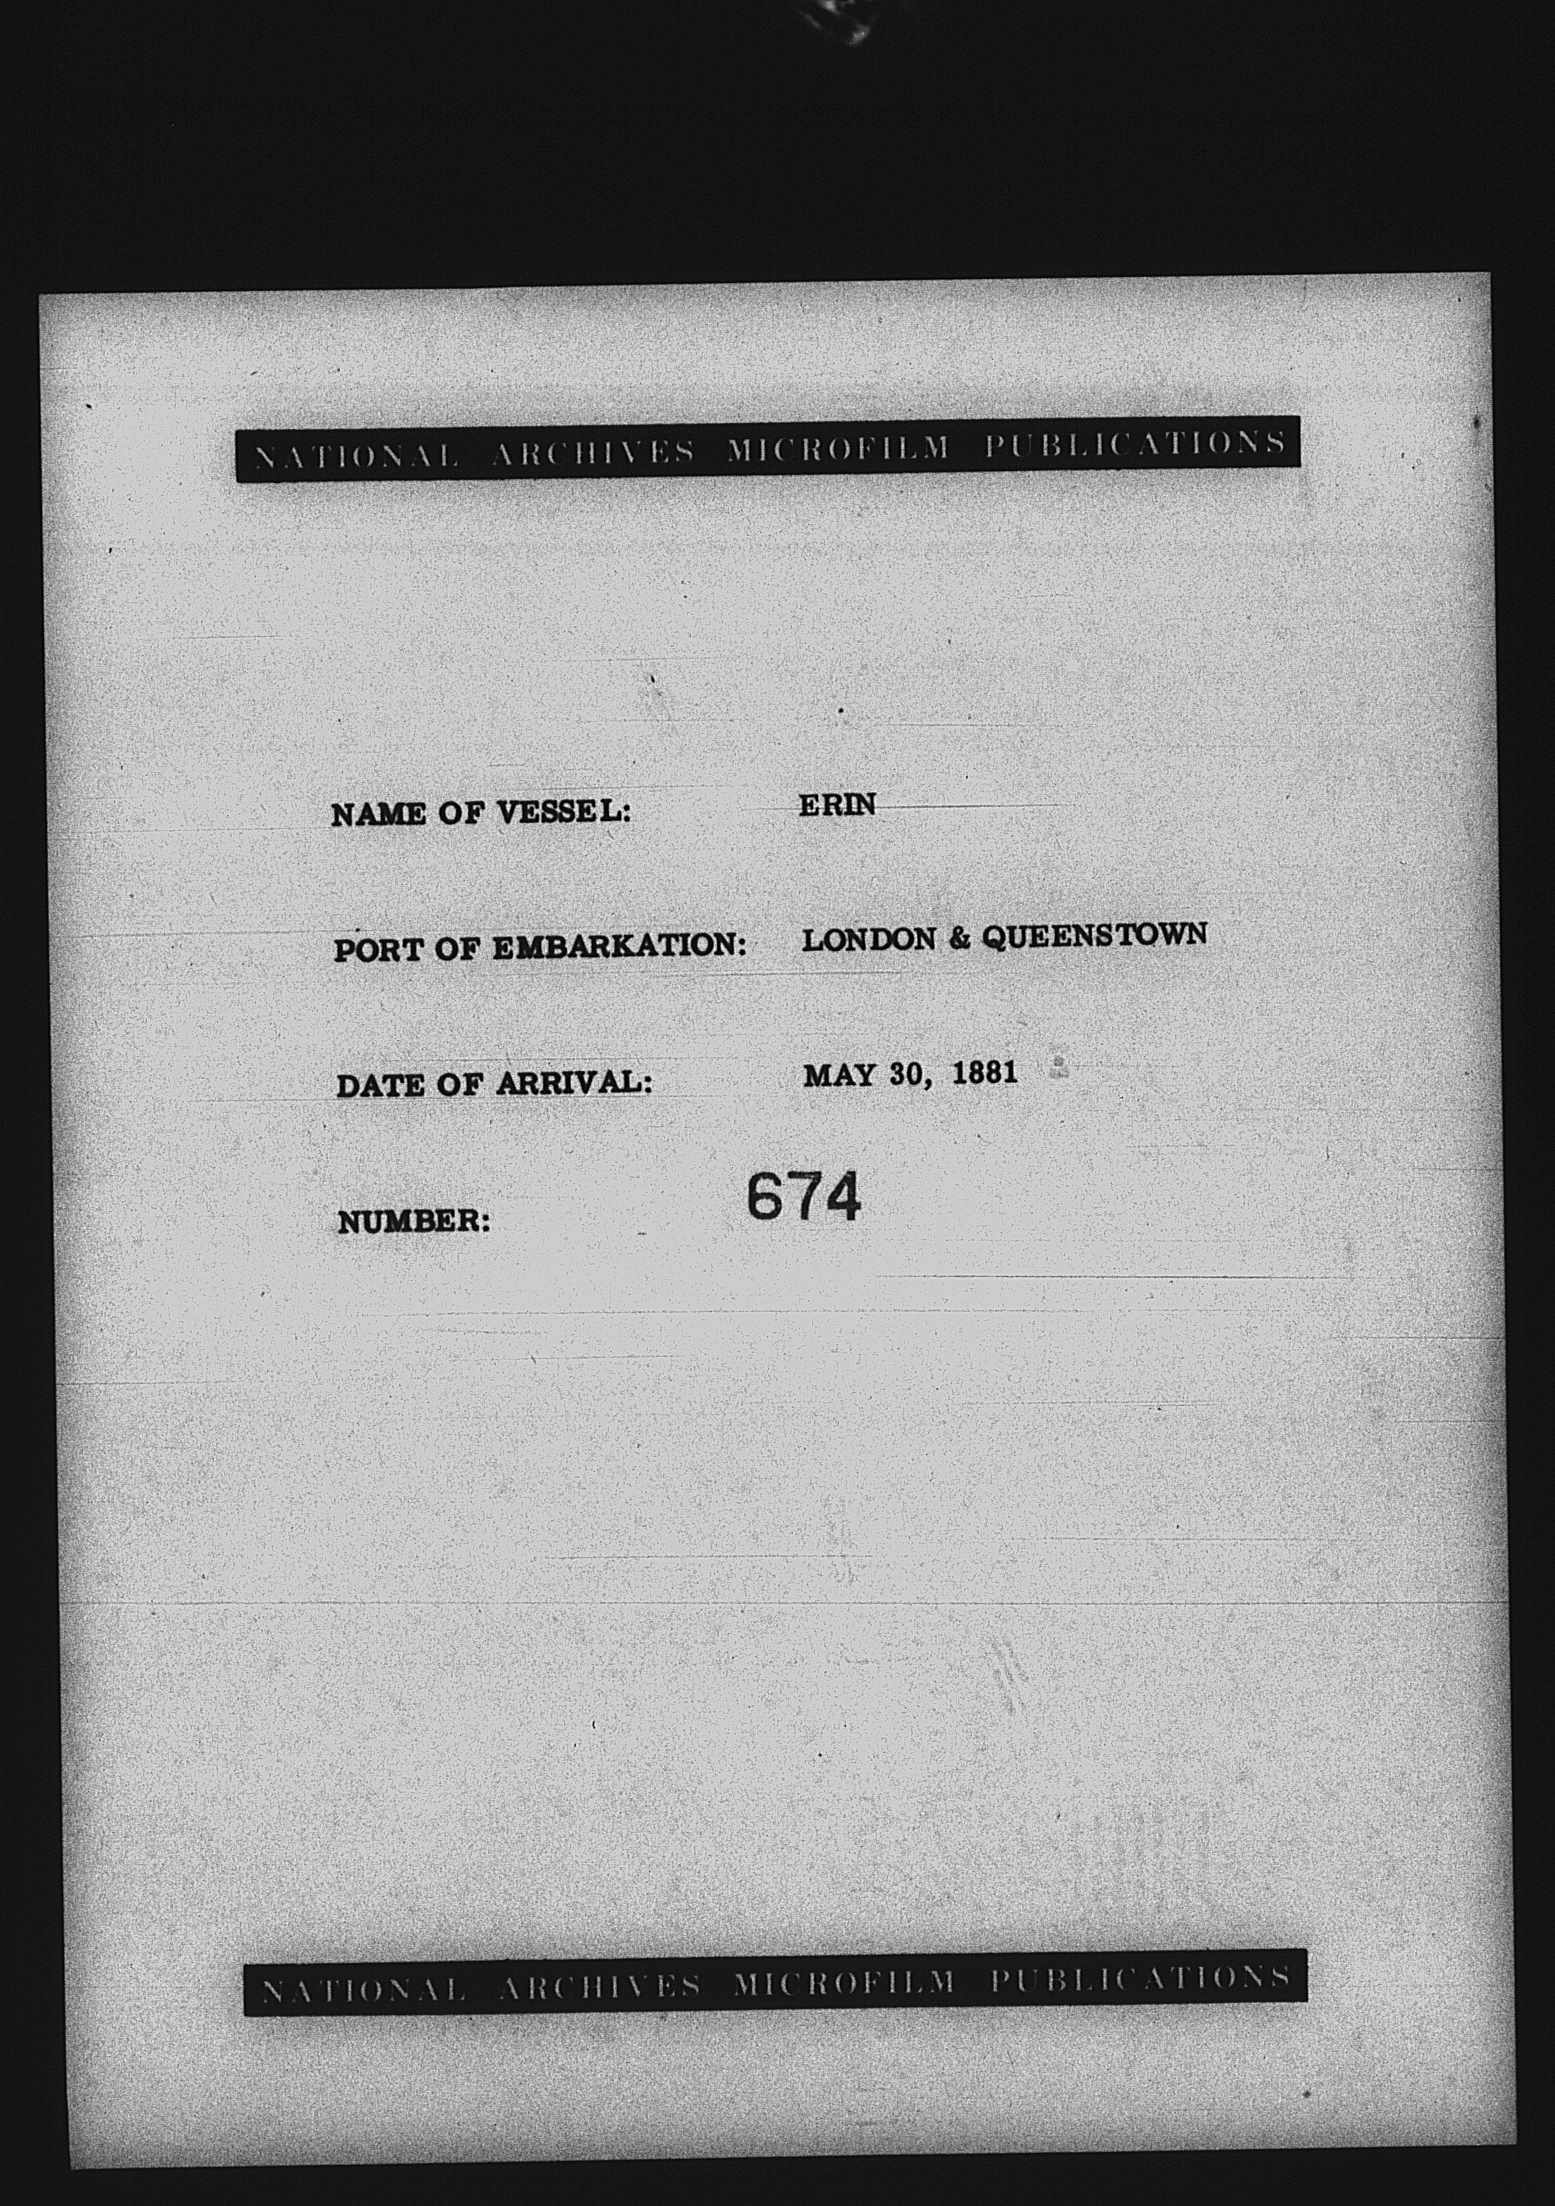 NATIONAL ARCHIVES MICROFILM PUBLICATIONS
NAME OF VESSEL: ERIN
PORT OF EMBARKATION: LONDON & QUEENSTOWN
DATE OF ARRIVAL: MAY 30, 1881
NUMBER: 674
NATIONAL ARCHIVES MICROFILM PUBLICATIONS